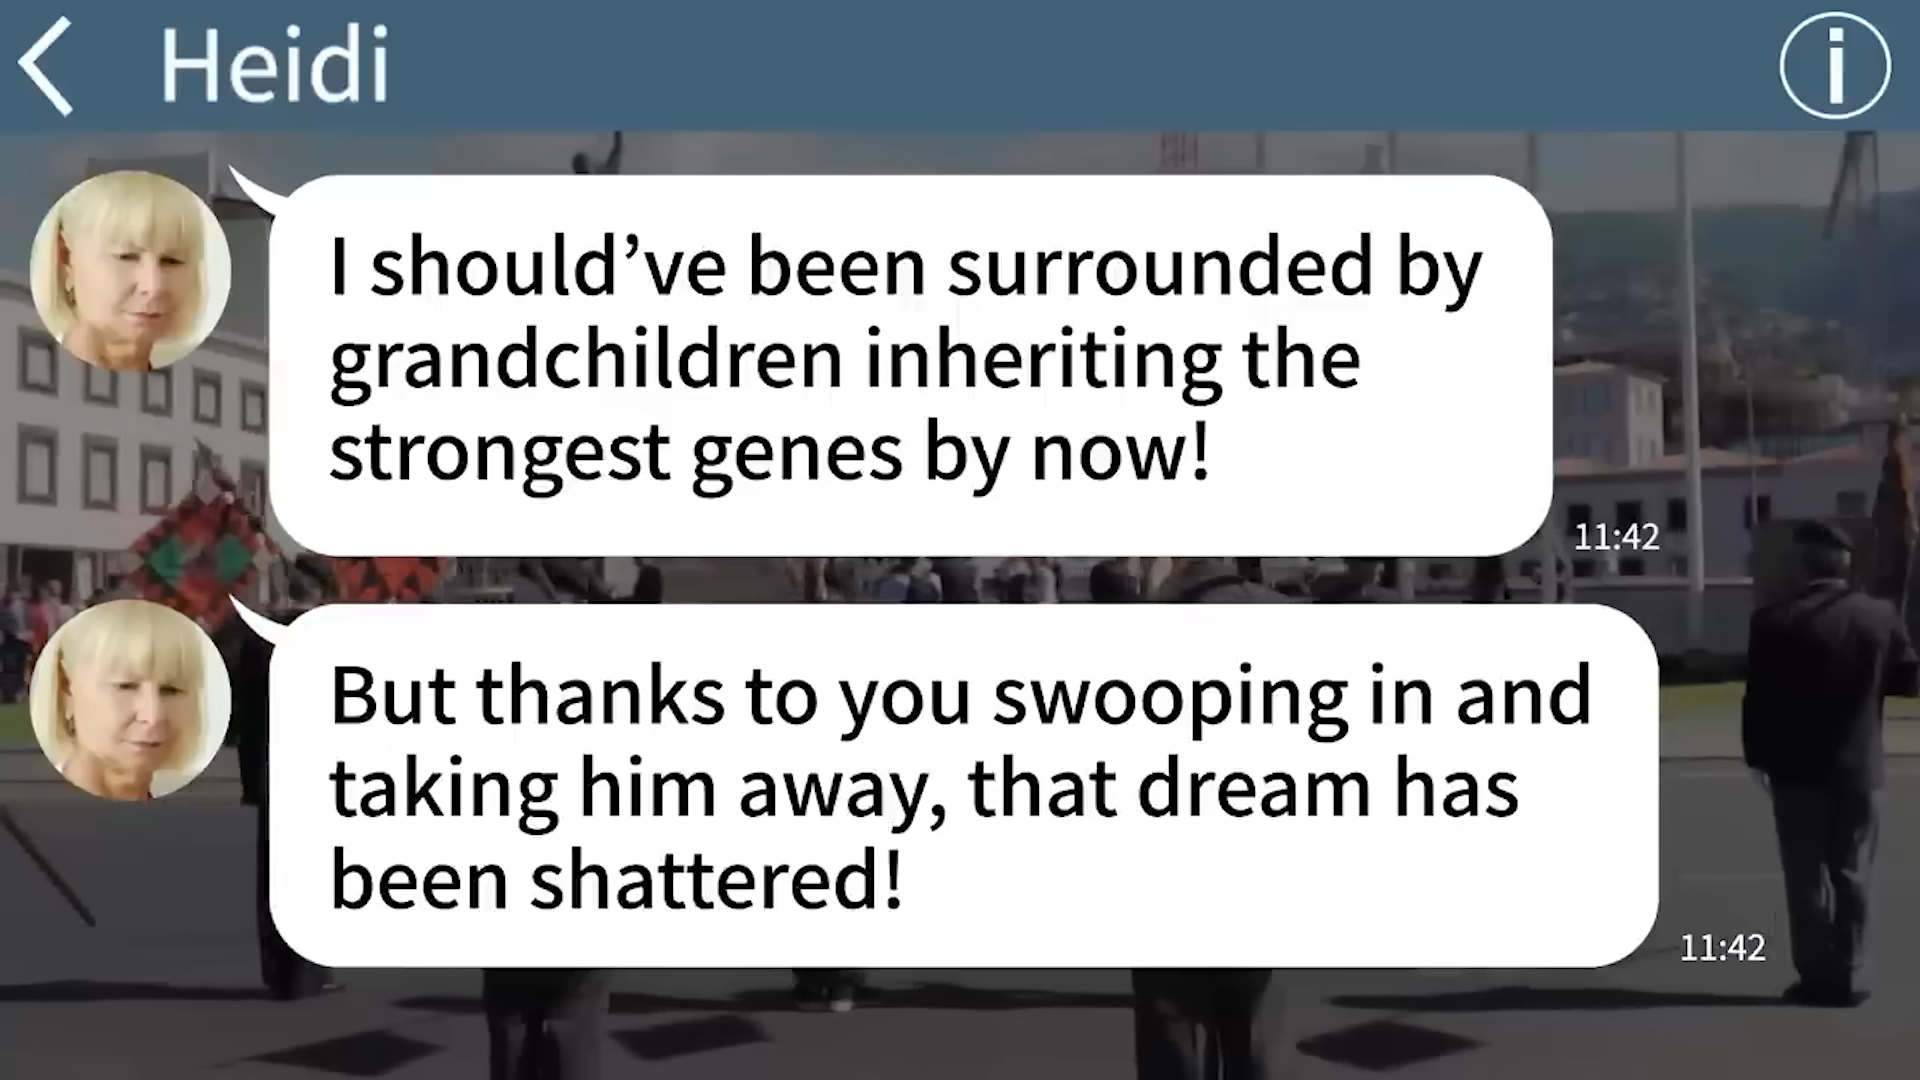 Heidi
I should’ve been surrounded by
grandchildren inheriting the
strongest genes by now!
11:42
But thanks to you swooping in and
taking him away, that dream has
been shattered!
11:42